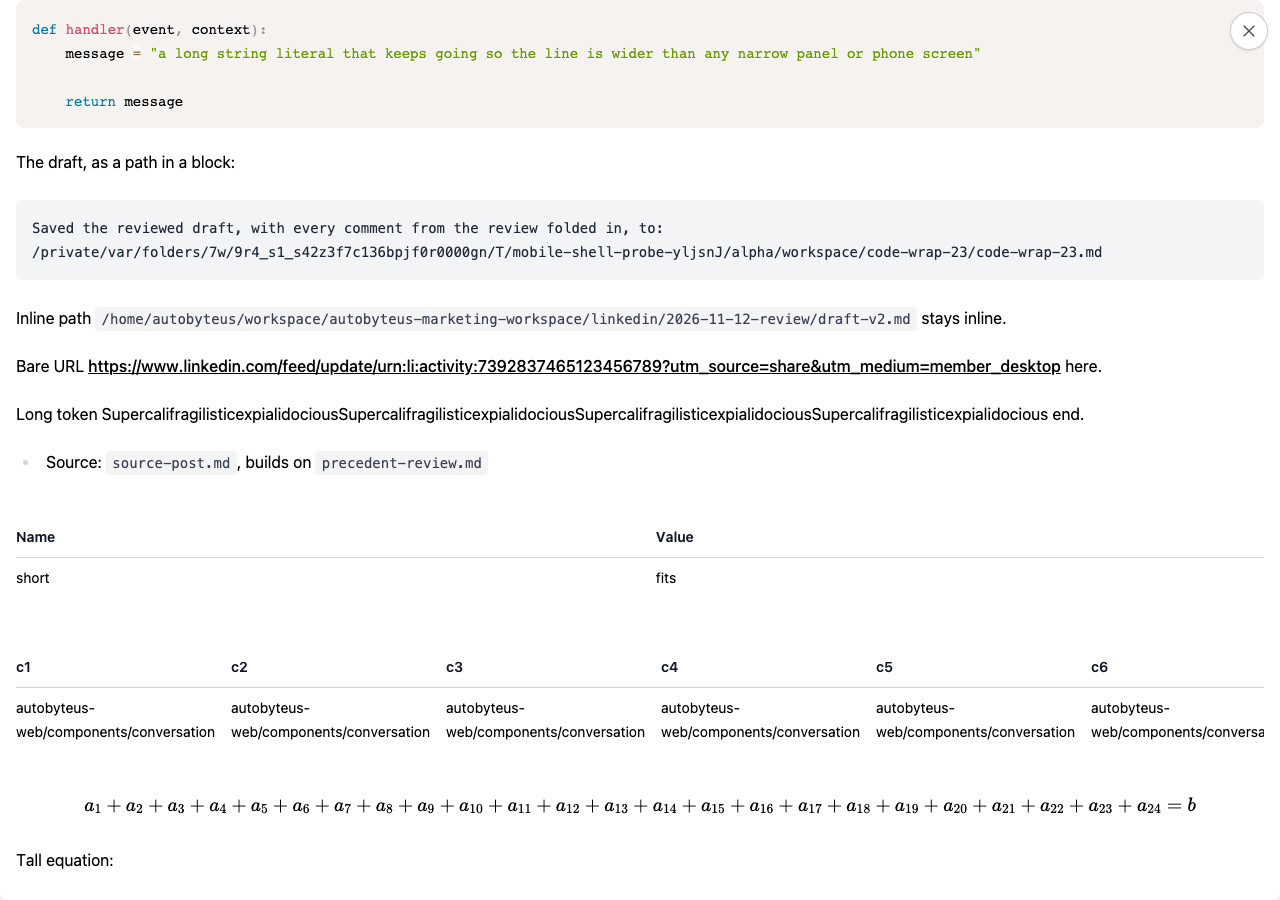 def handler(event, context):
    message = "a long string literal that keeps going so the line is wider than any narrow panel or phone screen"
    return message
The draft, as a path in a block:
Saved the reviewed draft, with every comment from the review folded in, to:
/private/var/folders/7w/9r4_s1_s42z3f7c136bpjf0r0000gn/T/mobile-shell-probe-yljsnJ/alpha/workspace/code-wrap-23/code-wrap-23.md
Inline path /home/autobyteus/workspace/autobyteus-marketing-workspace/linkedin/2026-11-12-review/draft-v2.md stays inline.
Bare URL https://www.linkedin.com/feed/update/urn:li:activity:7392837465123456789?utm_source=share&utm_medium=member_desktop here.
Long token SupercalifragilisticexpialidociousSupercalifragilisticexpialidociousSupercalifragilisticexpialidociousSupercalifragilisticexpialidocious end.
• Source: source-post.md, builds on precedent-review.md
Name Value
short fits
c1 c2 c3 c4 c5 c6
autobyteus- autobyteus- autobyteus- autobyteus- autobyteus- autobyteus-
web/components/conversation web/components/conversation web/components/conversation web/components/conversation web/components/conversation web/components/conversa
a₁ + a₂ + a₃ + a₄ + a₅ + a₆ + a₇ + a₈ + a₉ + a₁₀ + a₁₁ + a₁₂ + a₁₃ + a₁₄ + a₁₅ + a₁₆ + a₁₇ + a₁₈ + a₁₉ + a₂₀ + a₂₁ + a₂₂ + a₂₃ + a₂₄ = b
Tall equation: